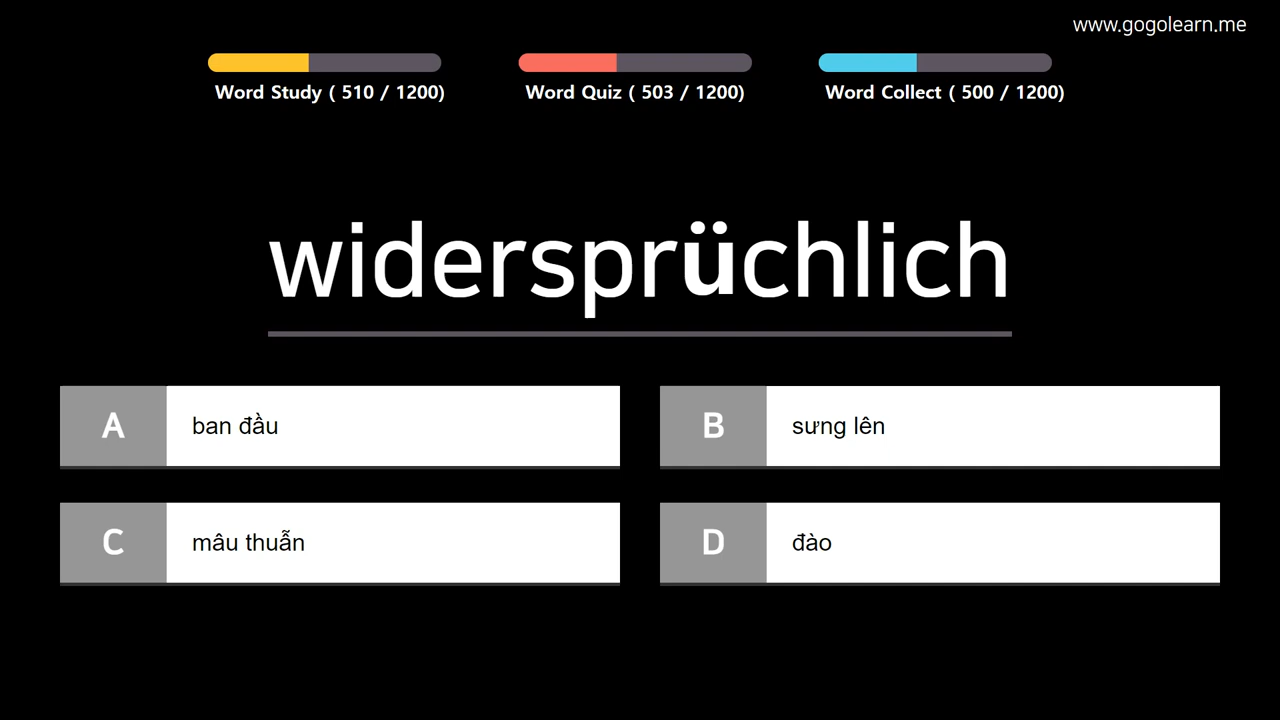 www.gogolearn.me
Word Study ( 510 / 1200)
Word Quiz ( 503 / 1200)
Word Collect ( 500 / 1200)
widersprüchlich
A ban đầu
B sưng lên
C mâu thuẫn
D đào